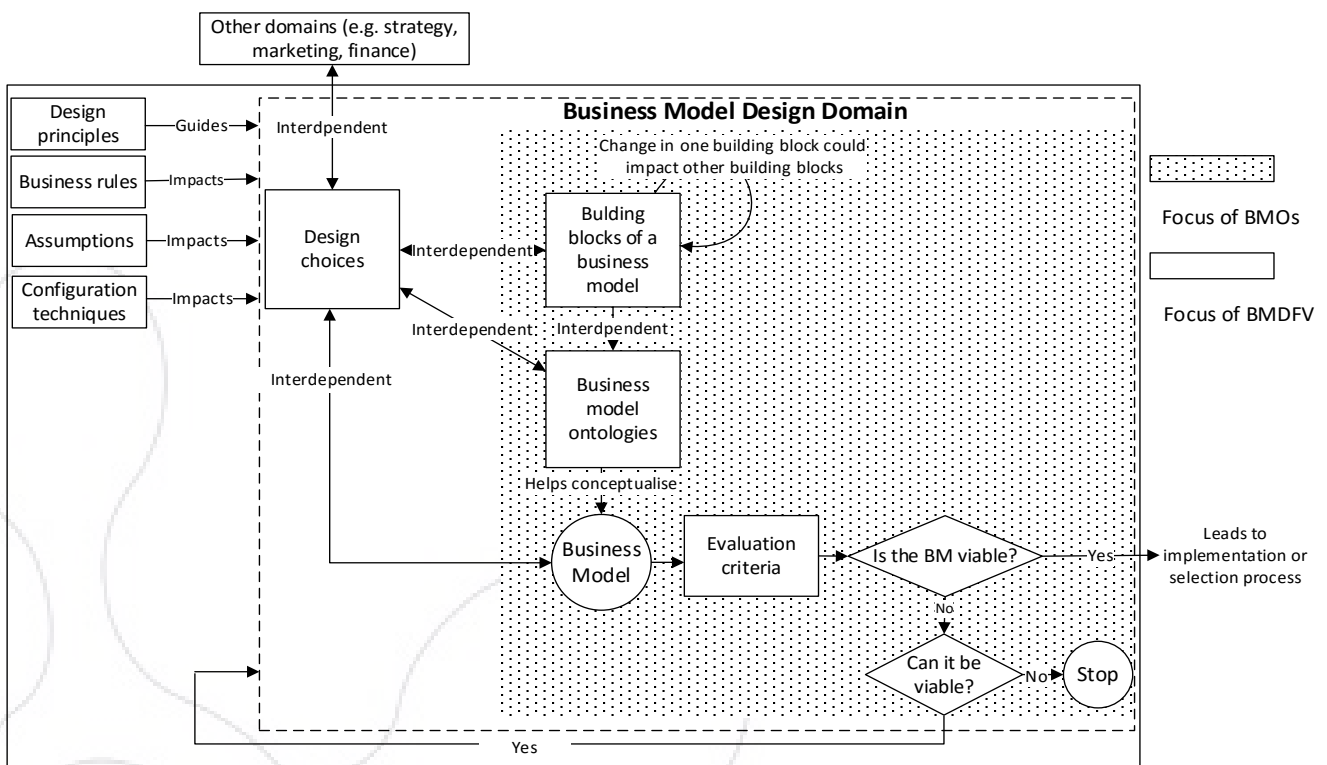 Other domains (e.g. strategy,
marketing, finance)
Business Model Design Domain
Design
principles
Guides
Interdpendent
Change in one building block could
impact other building blocks
Business rules
Impacts
Assumptions
Impacts
Configuration
techniques
Impacts
Design
choices
Interdependent
Bulding
blocks of a
business
model
Focus of BMOs
Focus of BMDFV
Interdependent
Interdpendent
Interdependent
Business
model
ontologies
Helps conceptualise
Business
Model
Evaluation
criteria
Is the BM viable?
Yes
Leads to
implementation or
selection process
No
Can it be
viable?
No
Stop
Yes